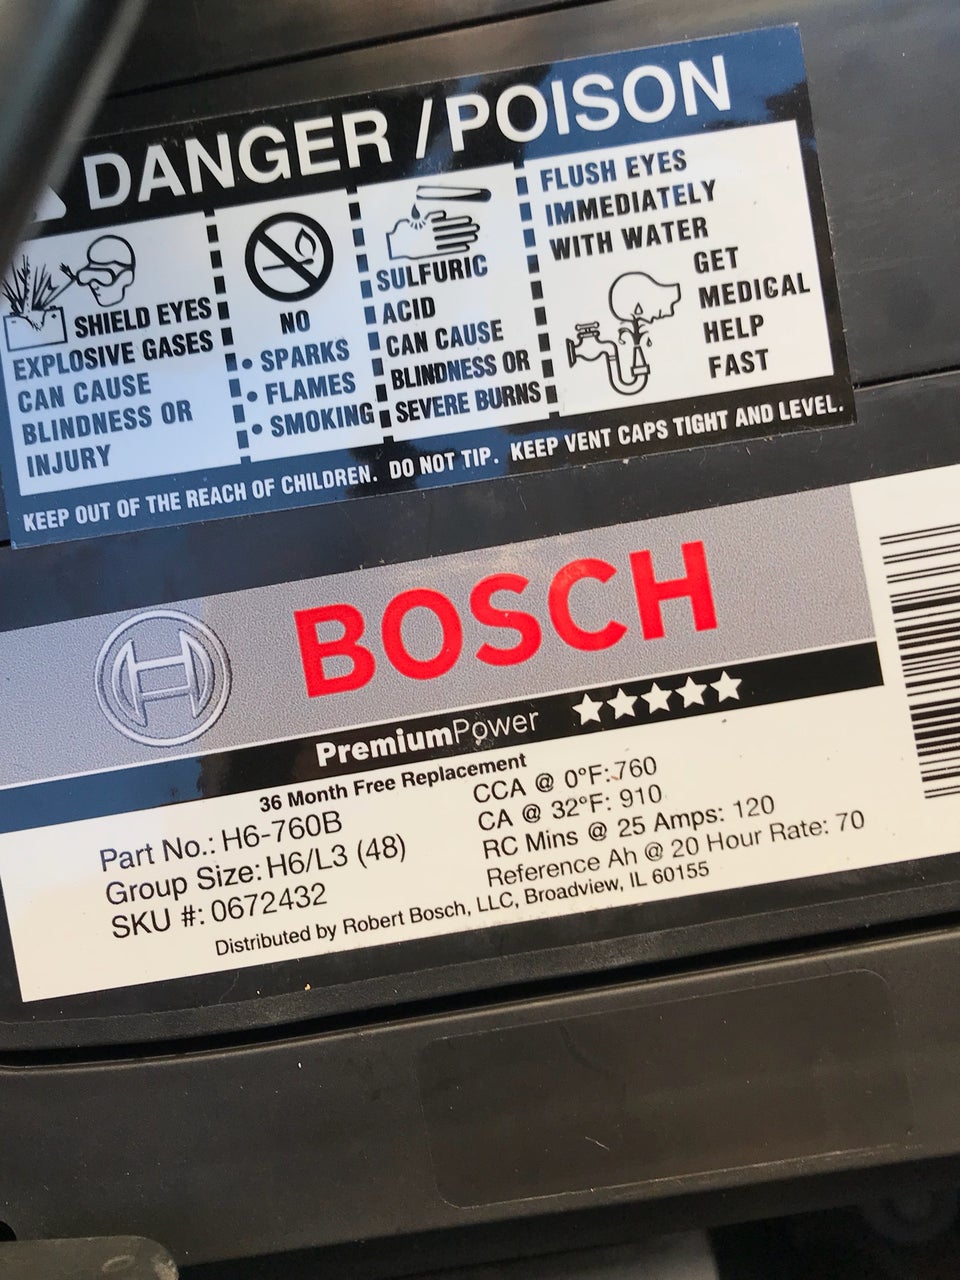 DANGER / POISON
SHIELD EYES
EXPLOSIVE GASES
CAN CAUSE
BLINDNESS OR
INJURY
NO
• SPARKS
• FLAMES
• SMOKING
SULFURIC
ACID
CAN CAUSE
BLINDNESS OR
SEVERE BURNS
FLUSH EYES
IMMEDIATELY
WITH WATER
GET
MEDICAL
HELP
FAST
KEEP OUT OF THE REACH OF CHILDREN. DO NOT TIP. KEEP VENT CAPS TIGHT AND LEVEL.
BOSCH
PremiumPower
36 Month Free Replacement
Part No.: H6-760B
Group Size: H6/L3 (48)
SKU #: 0672432
CCA @ 0°F: 760
CA @ 32°F: 910
RC Mins @ 25 Amps: 120
Reference Ah @ 20 Hour Rate: 70
Distributed by Robert Bosch, LLC, Broadview, IL 60155